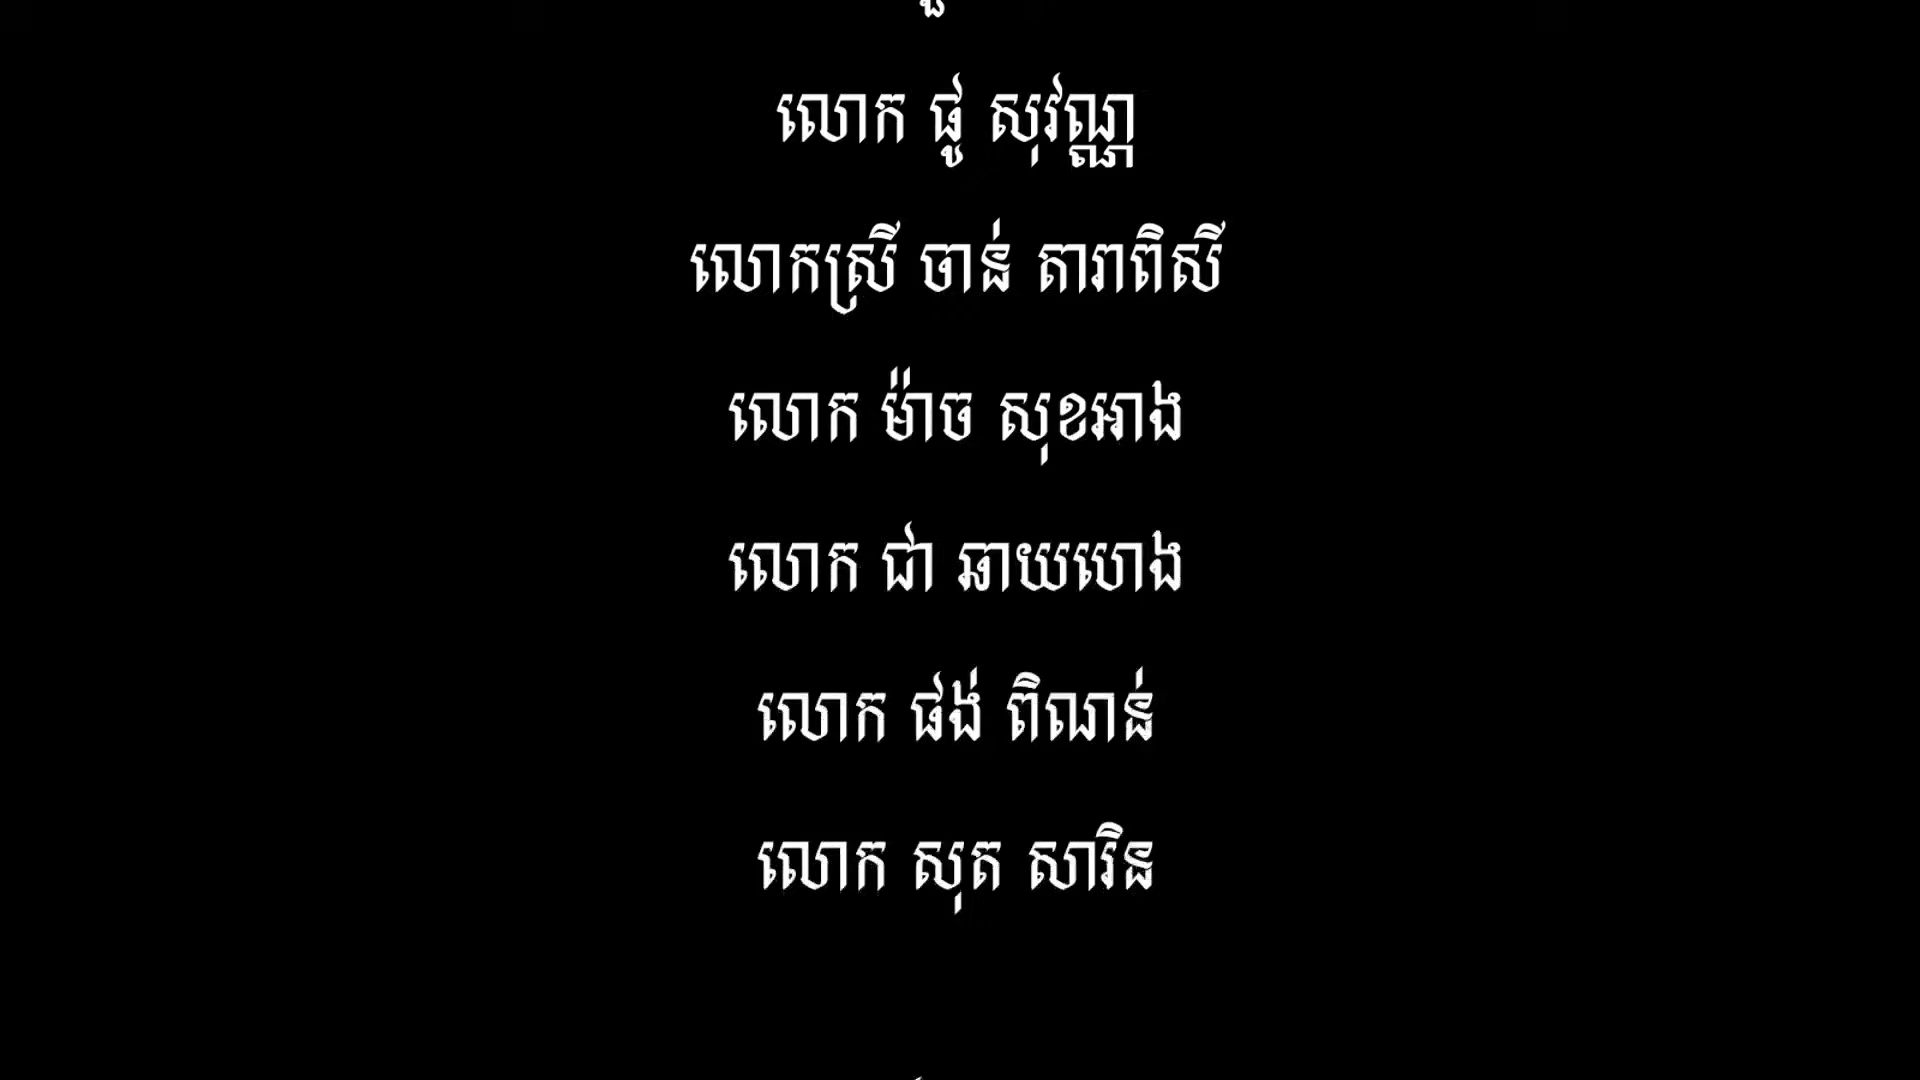 លោក ផូ សុវណ្ណ
លោកស្រី ចាន់ តារាពិសី
លោក ម៉ាច សុខអាង
លោក ជា ឆាយហេង
លោក ផង់ ពិណន់
លោក សុត សារិន